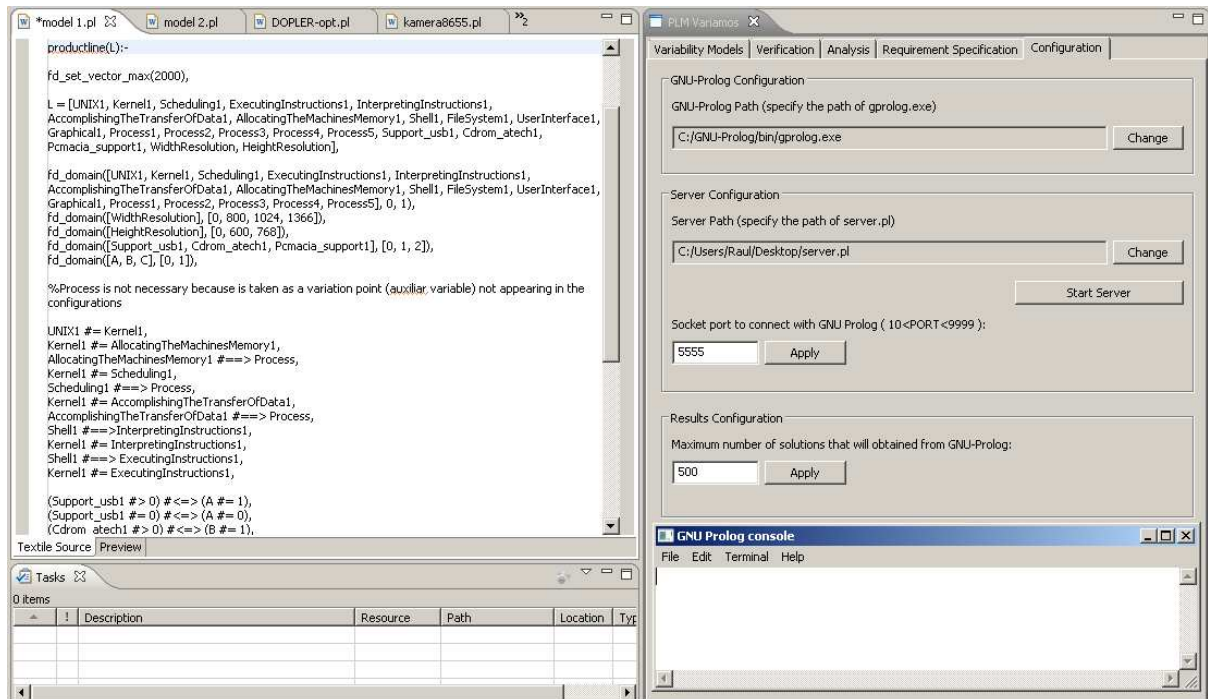 *model 1.pl
model 2.pl
DOPLER-opt.pl
kamera8655.pl
»2
productline(L):-
fd_set_vector_max(2000),
L = [UNIX1, Kernel1, Scheduling1, ExecutingInstructions1, InterpretingInstructions1,
AccomplishingTheTransferOfData1, AllocatingTheMachinesMemory1, Shell1, FileSystem1, UserInterface1,
Graphical1, Process1, Process2, Process3, Process4, Process5, Support_usb1, Cdrom_atech1,
Pcmacia_support1, WidthResolution, HeightResolution],
fd_domain([UNIX1, Kernel1, Scheduling1, ExecutingInstructions1, InterpretingInstructions1,
AccomplishingTheTransferOfData1, AllocatingTheMachinesMemory1, Shell1, FileSystem1, UserInterface1,
Graphical1, Process1, Process2, Process3, Process4, Process5], 0, 1),
fd_domain([WidthResolution], [0, 800, 1024, 1366]),
fd_domain([HeightResolution], [0, 600, 768]),
fd_domain([Support_usb1, Cdrom_atech1, Pcmacia_support1], [0, 1, 2]),
fd_domain([A, B, C], [0, 1]),
%Process is not necessary because is taken as a variation point (auxiliar variable) not appearing in the
configurations
UNIX1 #= Kernel1,
Kernel1 #= AllocatingTheMachinesMemory1,
AllocatingTheMachinesMemory1 #==> Process,
Kernel1 #= Scheduling1,
Scheduling1 #==> Process,
Kernel1 #= AccomplishingTheTransferOfData1,
AccomplishingTheTransferOfData1 #==> Process,
Shell1 #==>InterpretingInstructions1,
Kernel1 #= InterpretingInstructions1,
Shell1 #==> ExecutingInstructions1,
Kernel1 #= ExecutingInstructions1,
(Support_usb1 #> 0) #<=> (A #= 1),
(Support_usb1 #= 0) #<=> (A #= 0),
(Cdrom_atech1 #> 0) #<=> (B #= 1),
Textile Source Preview
Tasks
0 items
! Description Resource Path Location Typ
PLM Variamos
Variability Models Verification Analysis Requirement Specification Configuration
GNU-Prolog Configuration
GNU-Prolog Path (specify the path of gprolog.exe)
C:/GNU-Prolog/bin/gprolog.exe Change
Server Configuration
Server Path (specify the path of server.pl)
C:/Users/Raul/Desktop/server.pl Change
Start Server
Socket port to connect with GNU Prolog ( 10<PORT<9999 ):
5555 Apply
Results Configuration
Maximum number of solutions that will obtained from GNU-Prolog:
500 Apply
GNU Prolog console
File Edit Terminal Help